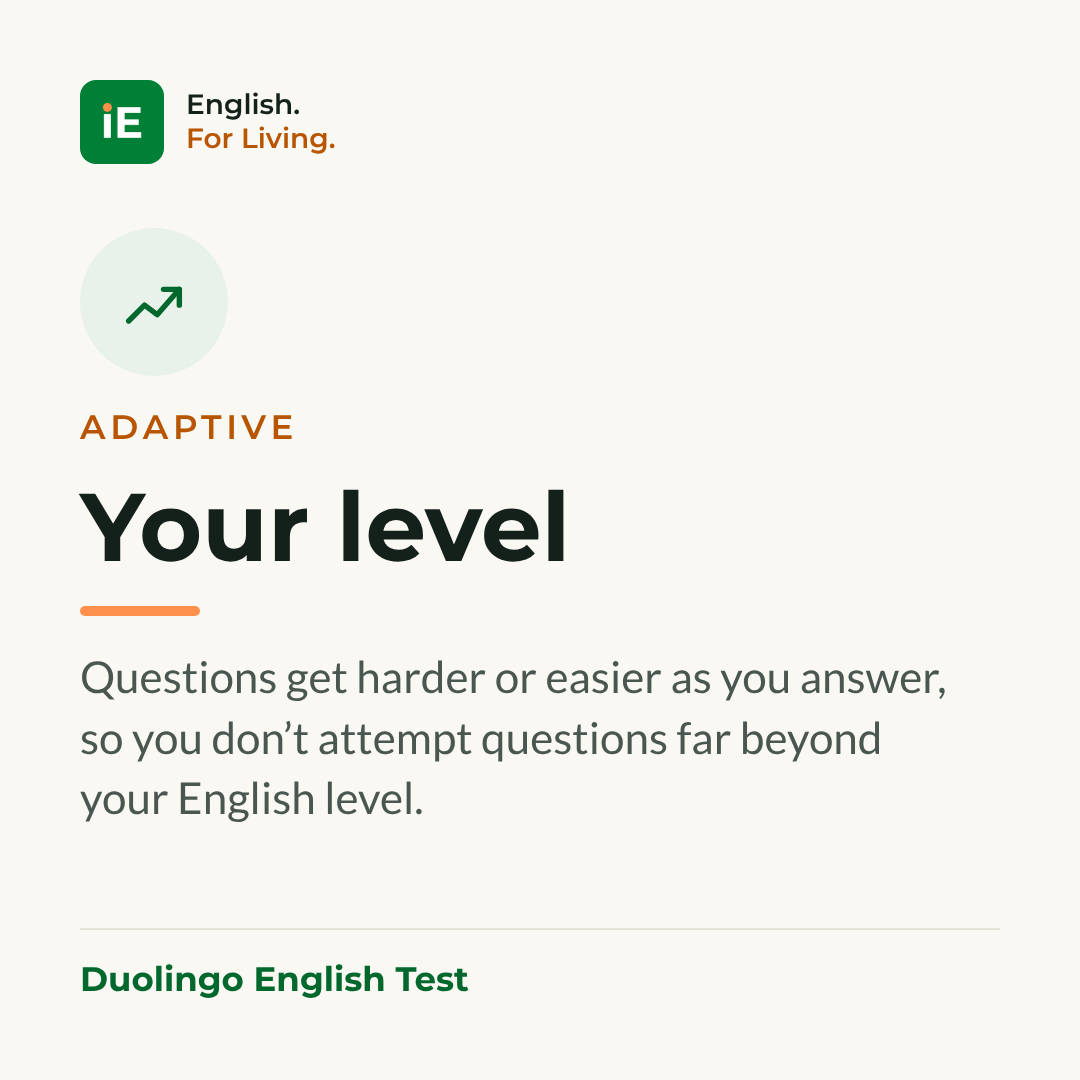 iE
English.
For Living.
ADAPTIVE
Your level
Questions get harder or easier as you answer,
so you don’t attempt questions far beyond
your English level.
Duolingo English Test